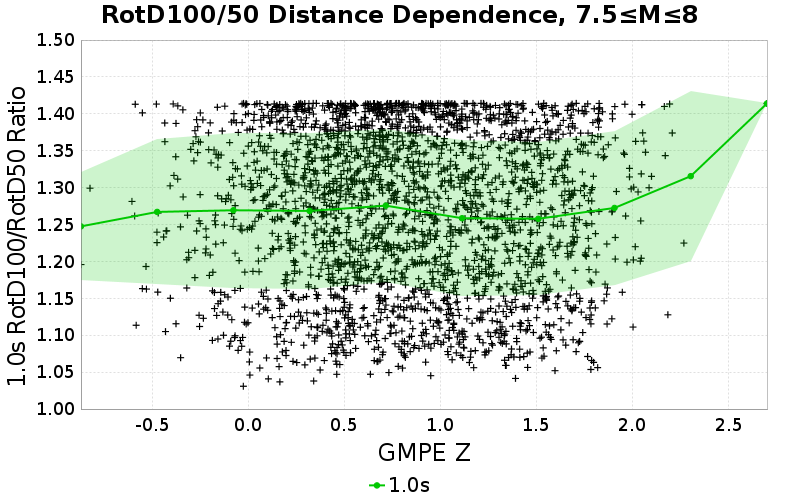 RotD100/50 Distance Dependence, 7.5≤M≤8
1.0s RotD100/RotD50 Ratio
1.50
1.45
1.40
1.35
1.30
1.25
1.20
1.15
1.10
1.05
1.00
-0.5 0.0 0.5 1.0 1.5 2.0 2.5
GMPE Z
1.0s